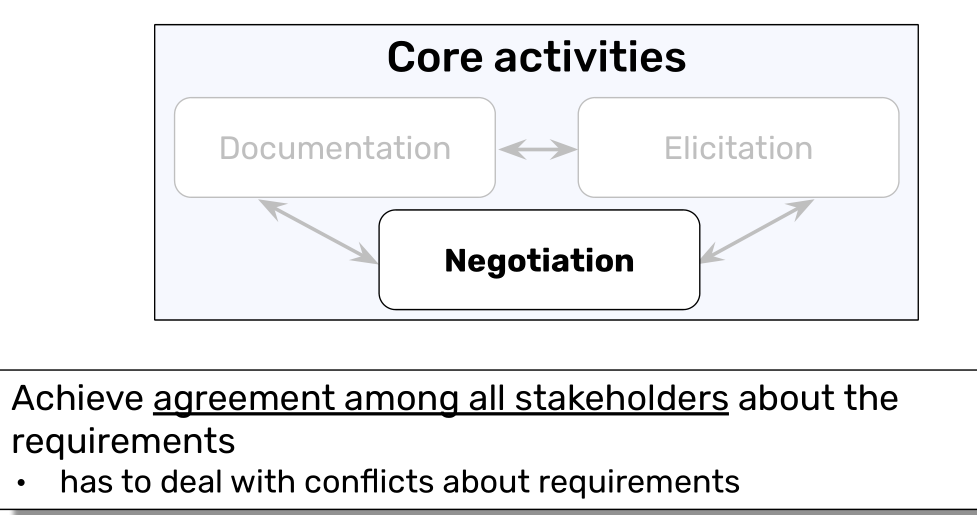 Core activities
Documentation
Elicitation
Negotiation
Achieve agreement among all stakeholders about the
requirements
• has to deal with conflicts about requirements